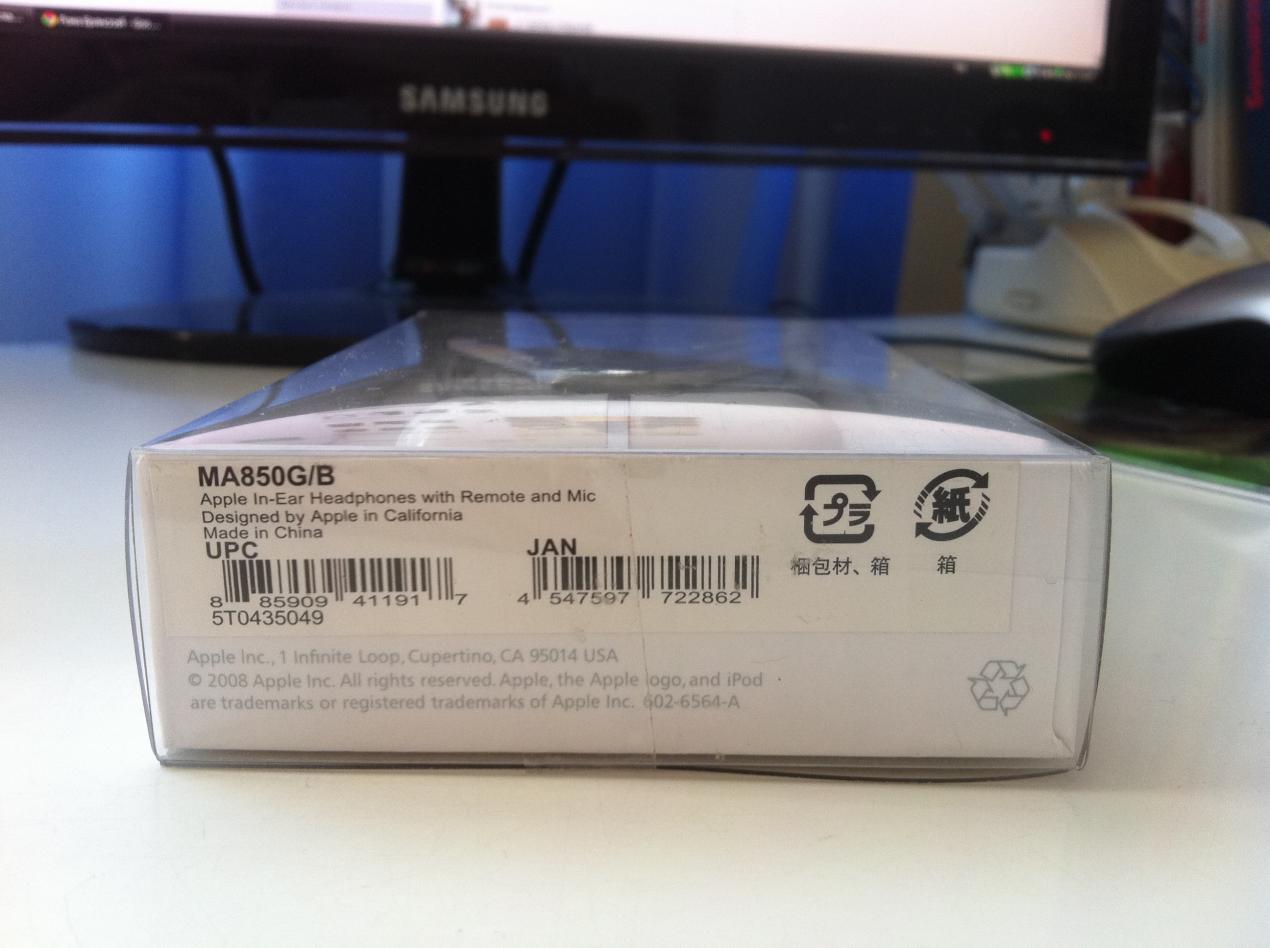 SAMSUNG
MA850G/B
Apple In-Ear Headphones with Remote and Mic
Designed by Apple in California
Made in China
UPC
8 85909 41191 7
5T0435049
JAN
4 547597 722862
プラ
梱包材、箱
紙
箱
Apple Inc., 1 Infinite Loop, Cupertino, CA 95014 USA
© 2008 Apple Inc. All rights reserved. Apple, the Apple logo, and iPod
are trademarks or registered trademarks of Apple Inc. 602-6564-A